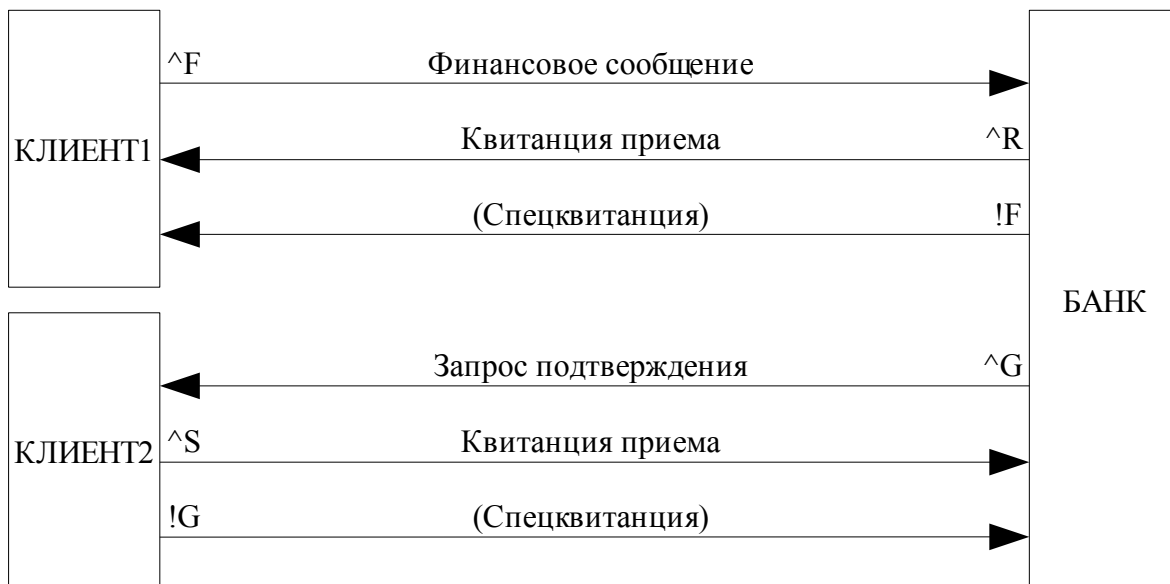 ^F Финансовое сообщение
КЛИЕНТ1
Квитанция приема ^R
(Спецквитанция) !F
БАНК
Запрос подтверждения ^G
КЛИЕНТ2
^S Квитанция приема
!G (Спецквитанция)